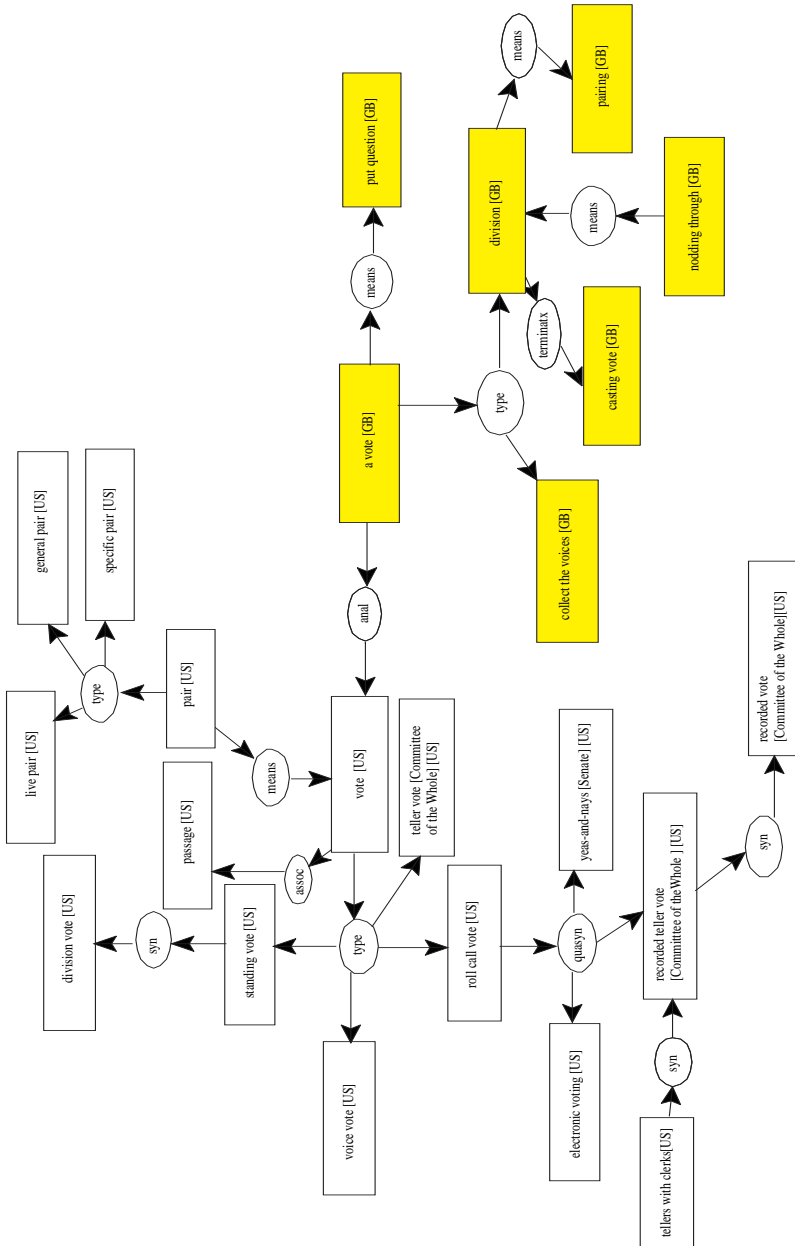 live pair [US]
general pair [US]
division vote [US]
type
specific pair [US]
syn
passage [US]
pair [US]
standing vote [US]
means
assoc
voice vote [US]
type
vote [US]
anal
a vote [GB]
means
put question [GB]
teller vote [Committee
of the Whole] [US]
roll call vote [US]
type
division [GB]
means
terminatx
collect the voices [GB]
electronic voting [US]
quasyn
yeas-and-nays [Senate] [US]
means
pairing [GB]
casting vote [GB]
tellers with clerks[US]
syn
recorded teller vote
[Committee of the Whole ] [US]
nodding through [GB]
syn
recorded vote
[Committee of the Whole][US]